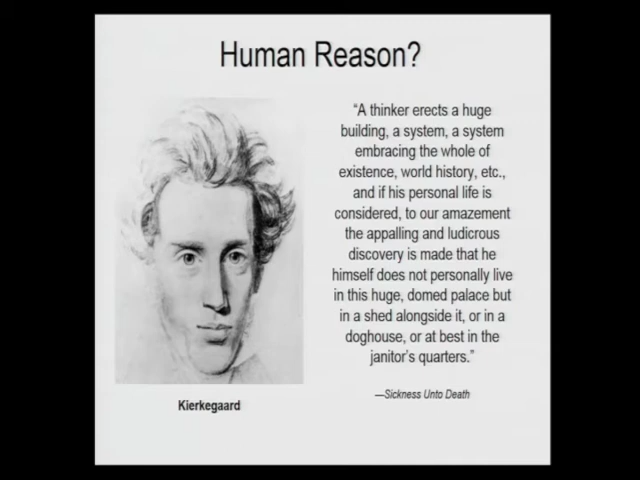 Human Reason?
“A thinker erects a huge
building, a system, a system
embracing the whole of
existence, world history, etc.,
and if his personal life is
considered, to our amazement
the appalling and ludicrous
discovery is made that he
himself does not personally live
in this huge, domed palace but
in a shed alongside it, or in a
doghouse, or at best in the
janitor’s quarters.”
—Sickness Unto Death
Kierkegaard